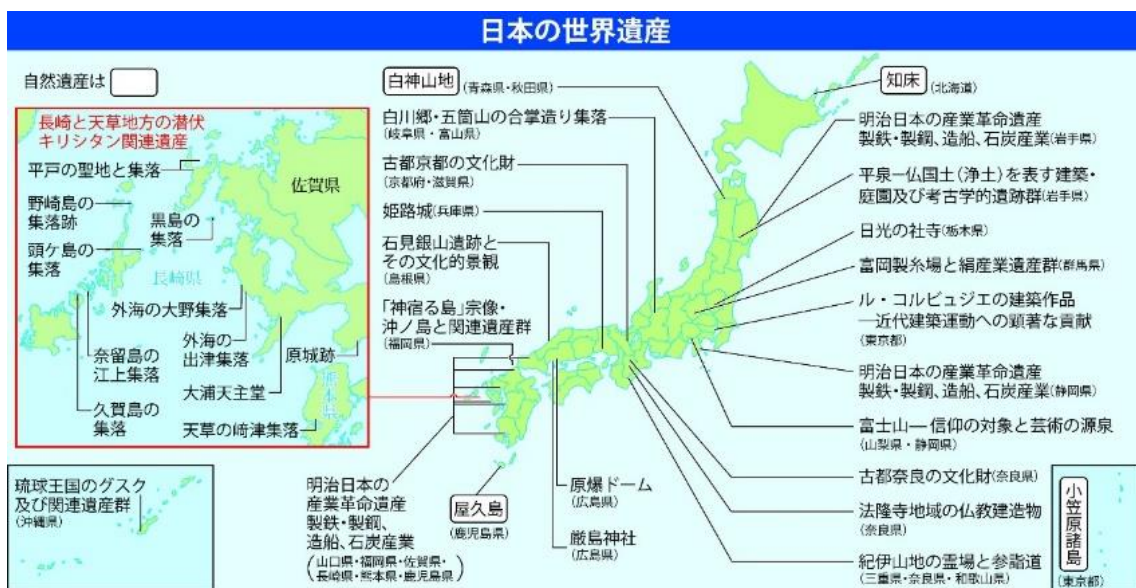 日本の世界遺産
自然遺産は
長崎と天草地方の潜伏
キリシタン関連遺産
平戸の聖地と集落
佐賀県
野崎島の
集落跡
黒島の
集落
頭ケ島の
集落
長崎県
外海の大野集落
外海の
出津集落
原城跡
奈留島の
江上集落
大浦天主堂
熊本県
久賀島の
集落
天草の﨑津集落
白神山地
(青森県・秋田県)
白川郷・五箇山の合掌造り集落
(岐阜県・富山県)
古都京都の文化財
(京都府・滋賀県)
姫路城(兵庫県)
石見銀山遺跡と
その文化的景観
(島根県)
「神宿る島」宗像・
沖ノ島と関連遺産群
(福岡県)
知床
(北海道)
明治日本の産業革命遺産
製鉄・製鋼、造船、石炭産業(岩手県)
平泉—仏国土(浄土)を表す建築・
庭園及び考古学的遺跡群(岩手県)
日光の社寺(栃木県)
富岡製糸場と絹産業遺産群(群馬県)
ル・コルビュジエの建築作品
—近代建築運動への顕著な貢献
(東京都)
明治日本の産業革命遺産
製鉄・製鋼、造船、石炭産業(静岡県)
富士山—信仰の対象と芸術の源泉
(山梨県・静岡県)
古都奈良の文化財(奈良県)
法隆寺地域の仏教建造物
(奈良県)
紀伊山地の霊場と参詣道
(三重県・奈良県・和歌山県)
琉球王国のグスク
及び関連遺産群
(沖縄県)
明治日本の
産業革命遺産
製鉄・製鋼、
造船、石炭産業
(山口県・福岡県・佐賀県・
長崎県・熊本県・鹿児島県)
屋久島
(鹿児島県)
原爆ドーム
(広島県)
厳島神社
(広島県)
小笠原諸島
(東京都)